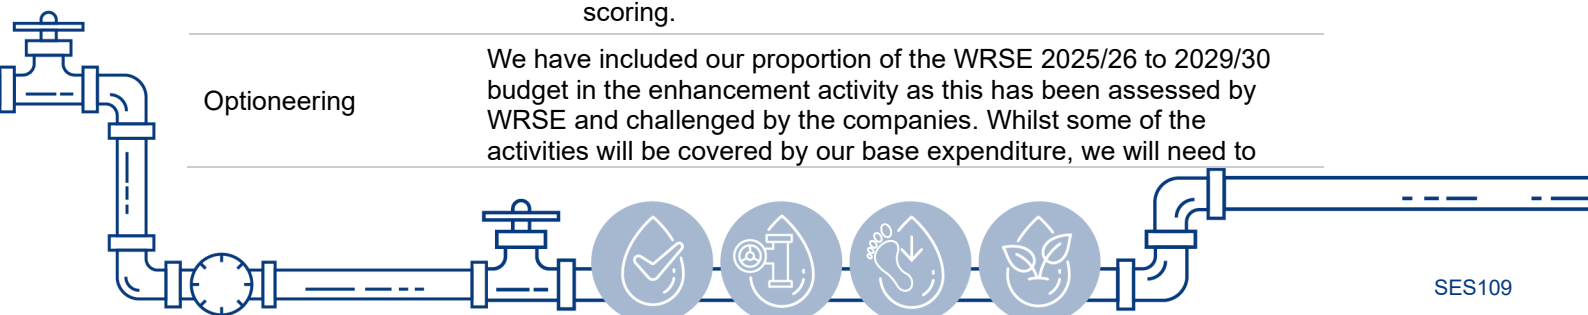 scoring.
Optioneering
We have included our proportion of the WRSE 2025/26 to 2029/30
budget in the enhancement activity as this has been assessed by
WRSE and challenged by the companies. Whilst some of the
activities will be covered by our base expenditure, we will need to
SES109